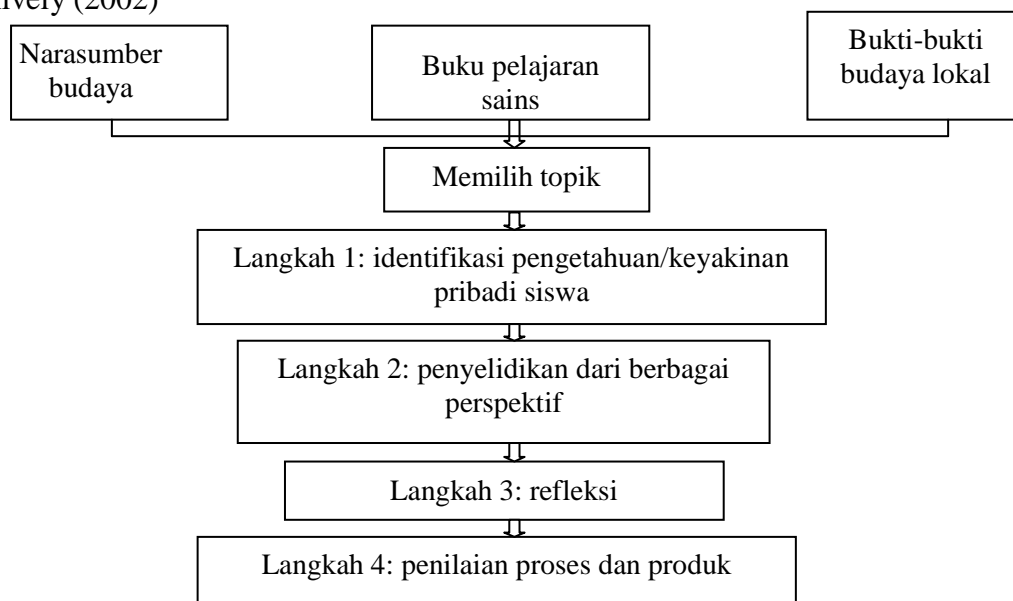 (2002)
Narasumber
budaya
Buku pelajaran
sains
Bukti-bukti
budaya lokal
Memilih topik
Langkah 1: identifikasi pengetahuan/keyakinan
pribadi siswa
Langkah 2: penyelidikan dari berbagai
perspektif
Langkah 3: refleksi
Langkah 4: penilaian proses dan produk